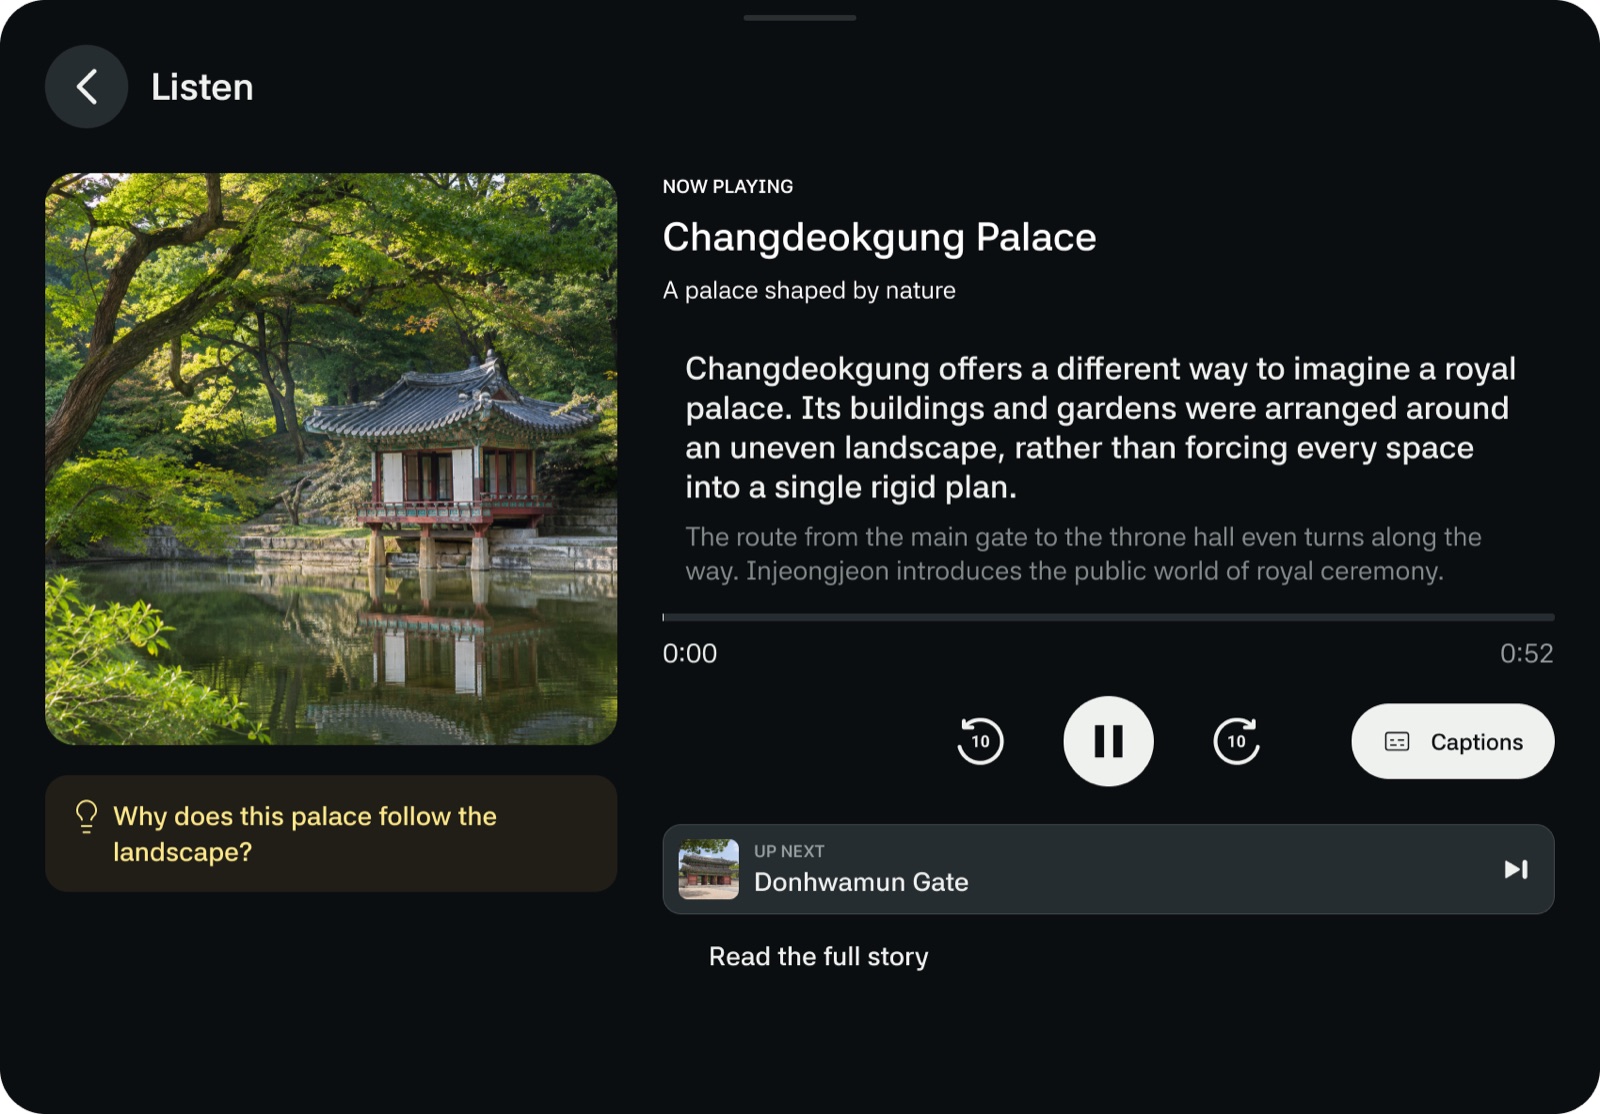 Listen
NOW PLAYING
Changdeokgung Palace
A palace shaped by nature
Changdeokgung offers a different way to imagine a royal
palace. Its buildings and gardens were arranged around
an uneven landscape, rather than forcing every space
into a single rigid plan.
The route from the main gate to the throne hall even turns along the
way. Injeongjeon introduces the public world of royal ceremony.
0:00
0:52
10
10
Captions
Why does this palace follow the
landscape?
UP NEXT
Donhwamun Gate
Read the full story